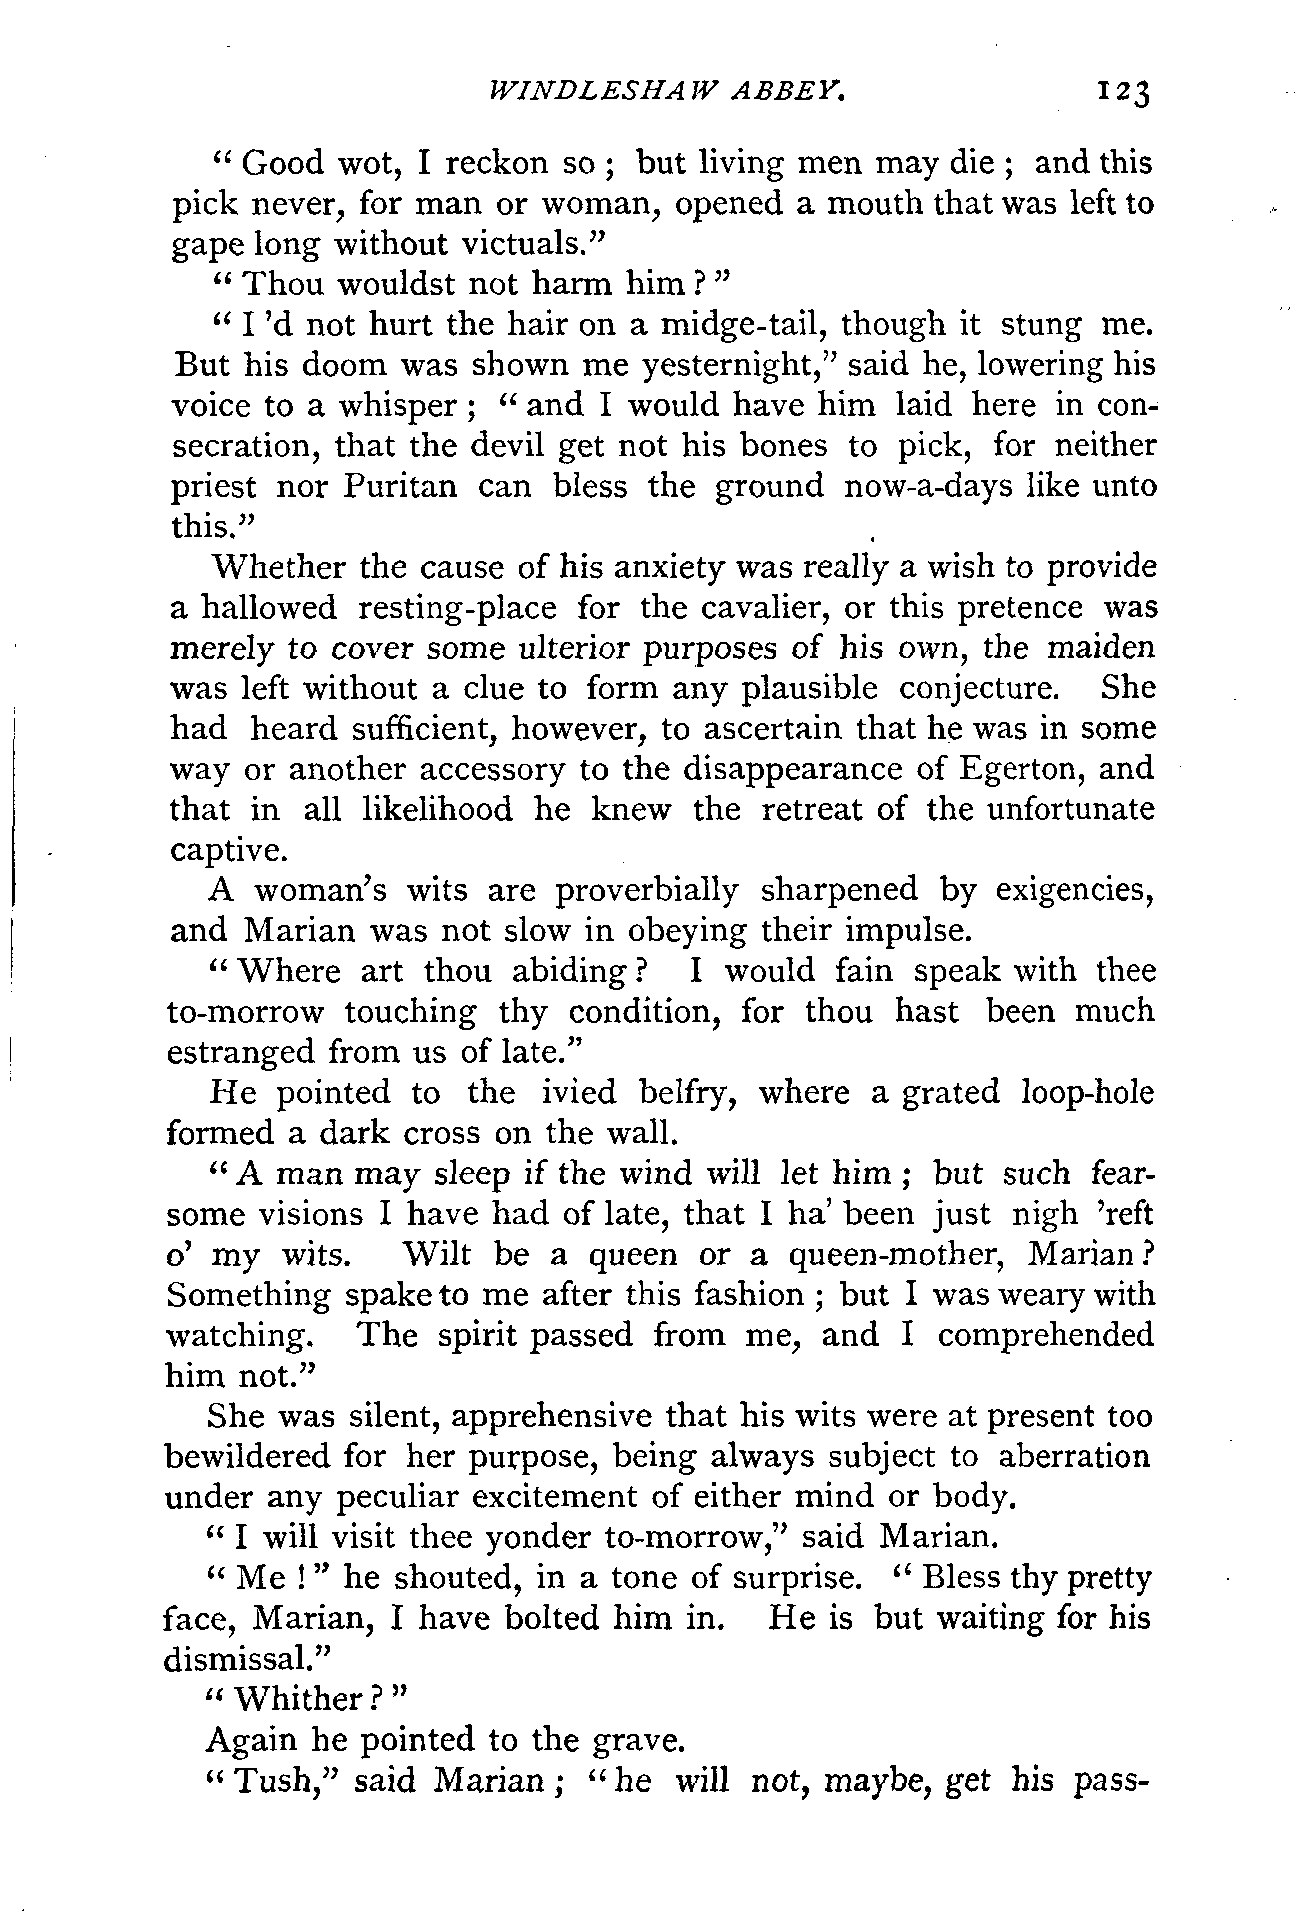 WINDLESHAW ABBEY. 123
" Good wot, I reckon so ; but living men may die ; and this
pick never, for man or woman, opened a mouth that was left to
gape long without victuals."
" Thou wouldst not harm him ? "
" I 'd not hurt the hair on a midge-tail, though it stung me.
But his doom was shown me yesternight," said he, lowering his
voice to a whisper ; " and I would have him laid here in con-
secration, that the devil get not his bones to pick, for neither
priest nor Puritan can bless the ground now-a-days like unto
this."
Whether the cause of his anxiety was really a wish to provide
a hallowed resting-place for the cavalier, or this pretence was
merely to cover some ulterior purposes of his own, the maiden
was left without a clue to form any plausible conjecture. She
had heard sufficient, however, to ascertain that he was in some
way or another accessory to the disappearance of Egerton, and
that in all likelihood he knew the retreat of the unfortunate
captive.
A woman's wits are proverbially sharpened by exigencies,
and Marian was not slow in obeying their impulse.
" Where art thou abiding ? I would fain speak with thee
to-morrow touching thy condition, for thou hast been much
estranged from us of late."
He pointed to the ivied belfry, where a grated loop-hole
formed a dark cross on the wall.
" A man may sleep if the wind will let him ; but such fear-
some visions I have had of late, that I ha' been just nigh 'reft
o' my wits. Wilt be a queen or a queen-mother, Marian ?
Something spake to me after this fashion ; but I was weary with
watching. The spirit passed from me, and I comprehended
him not."
She was silent, apprehensive that his wits were at present too
bewildered for her purpose, being always subject to aberration
under any peculiar excitement of either mind or body.
" I will visit thee yonder to-morrow," said Marian.
" Me ! " he shouted, in a tone of surprise. " Bless thy pretty
face, Marian, I have bolted him in. He is but waiting for his
dismissal."
" Whither ? "
Again he pointed to the grave.
" Tush," said Marian ; " he will not, maybe, get his pass-